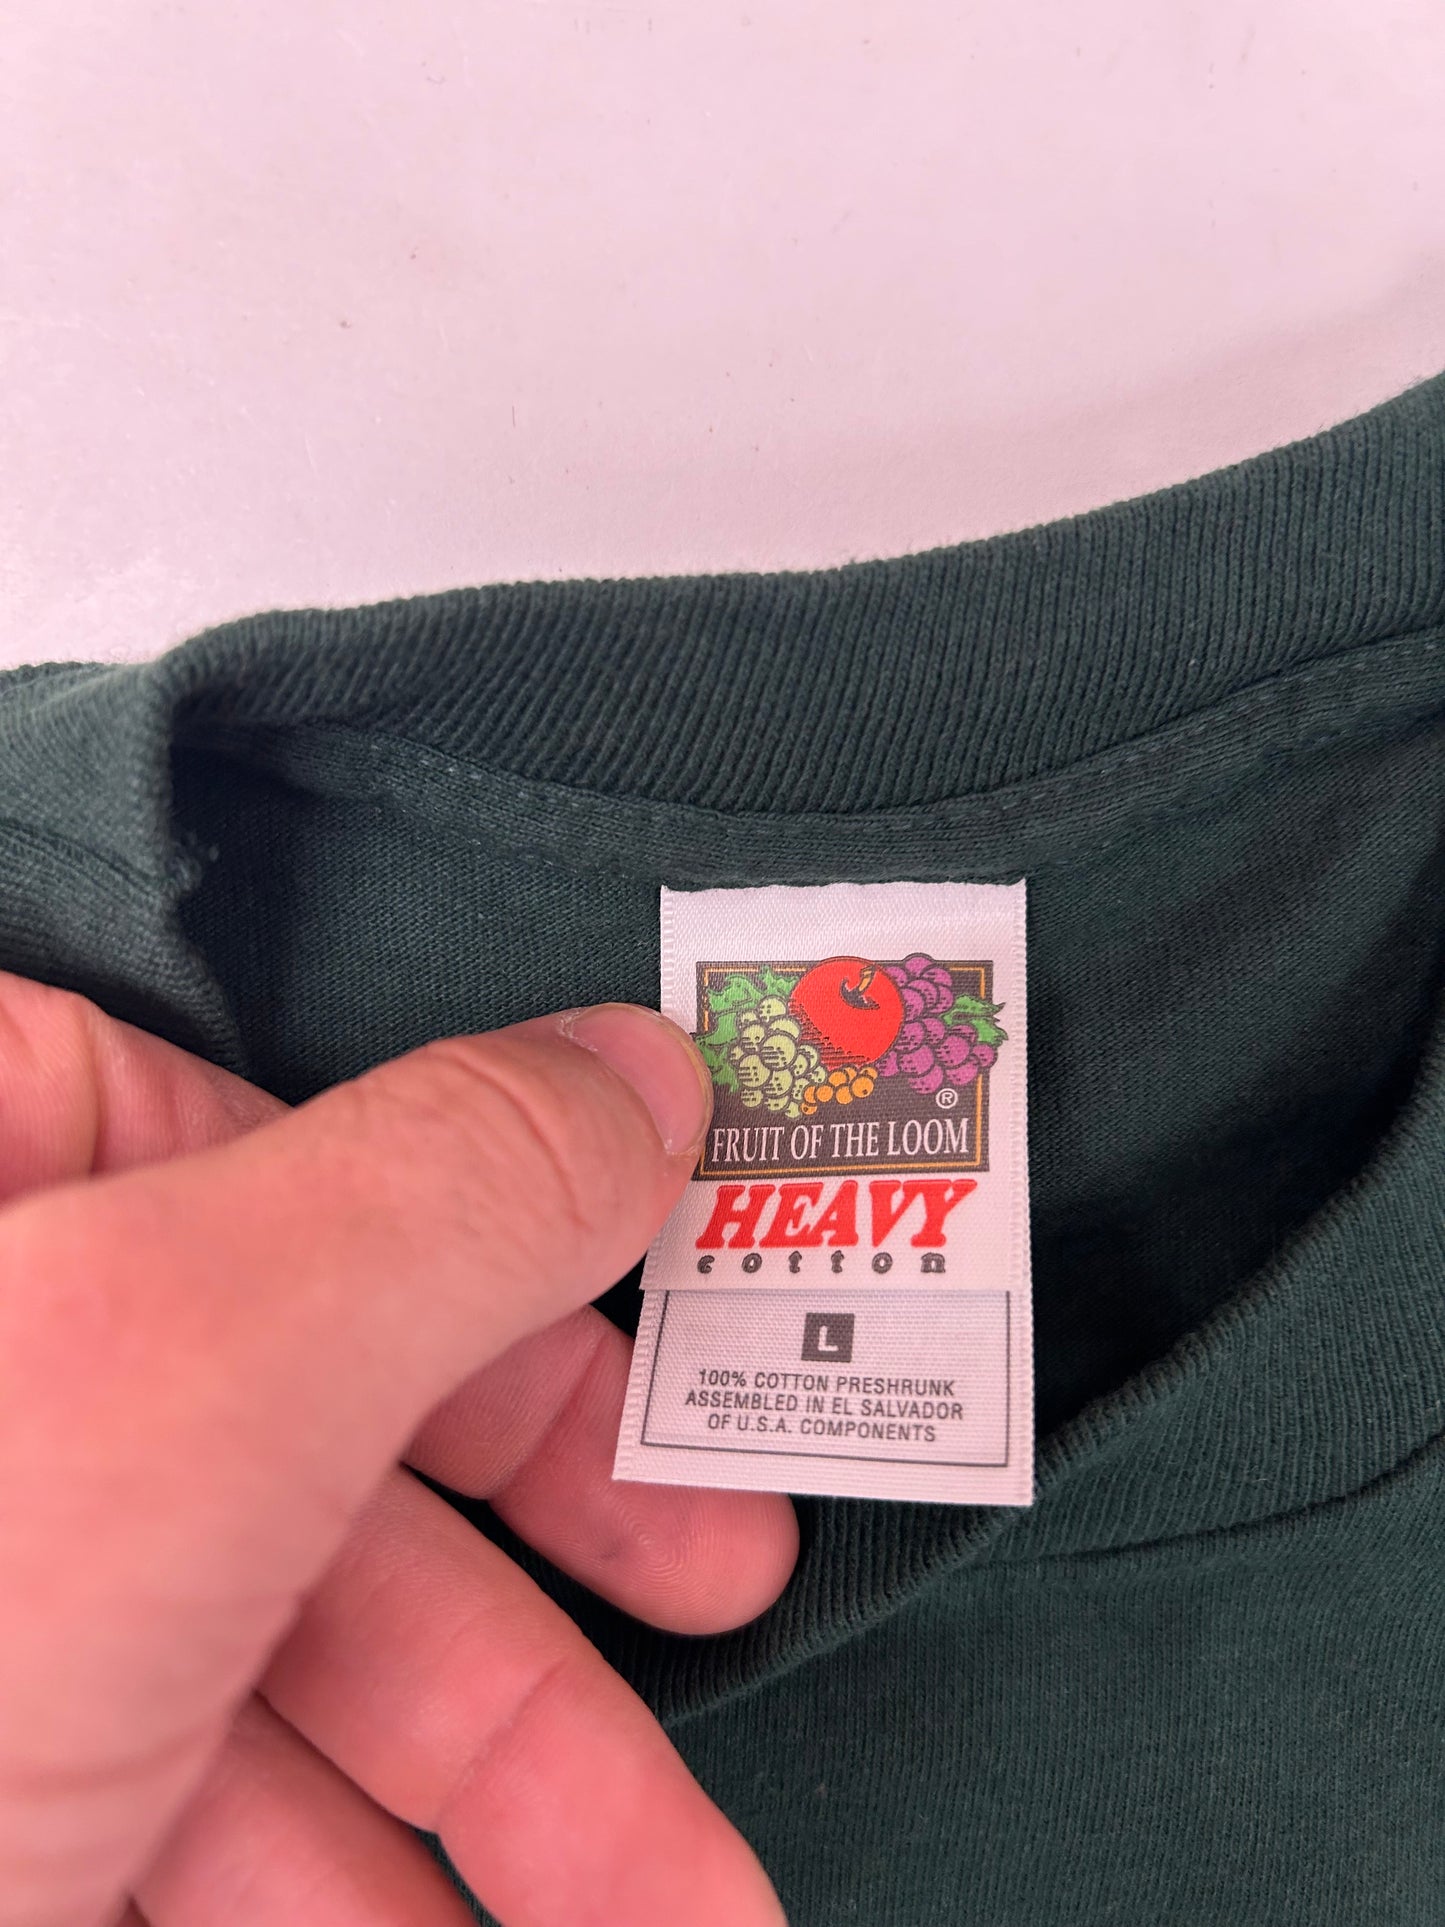 ®
FRUIT OF THE LOOM
HEAVY
cotton
L
100% COTTON PRESHRUNK
ASSEMBLED IN EL SALVADOR
OF U.S.A. COMPONENTS